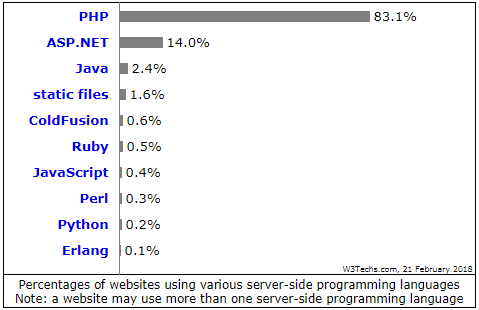 PHP 83.1%
ASP.NET 14.0%
Java 2.4%
static files 1.6%
ColdFusion 0.6%
Ruby 0.5%
JavaScript 0.4%
Perl 0.3%
Python 0.2%
Erlang 0.1%
W3Techs.com, 21 February 2018
Percentages of websites using various server-side programming languages
Note: a website may use more than one server-side programming language